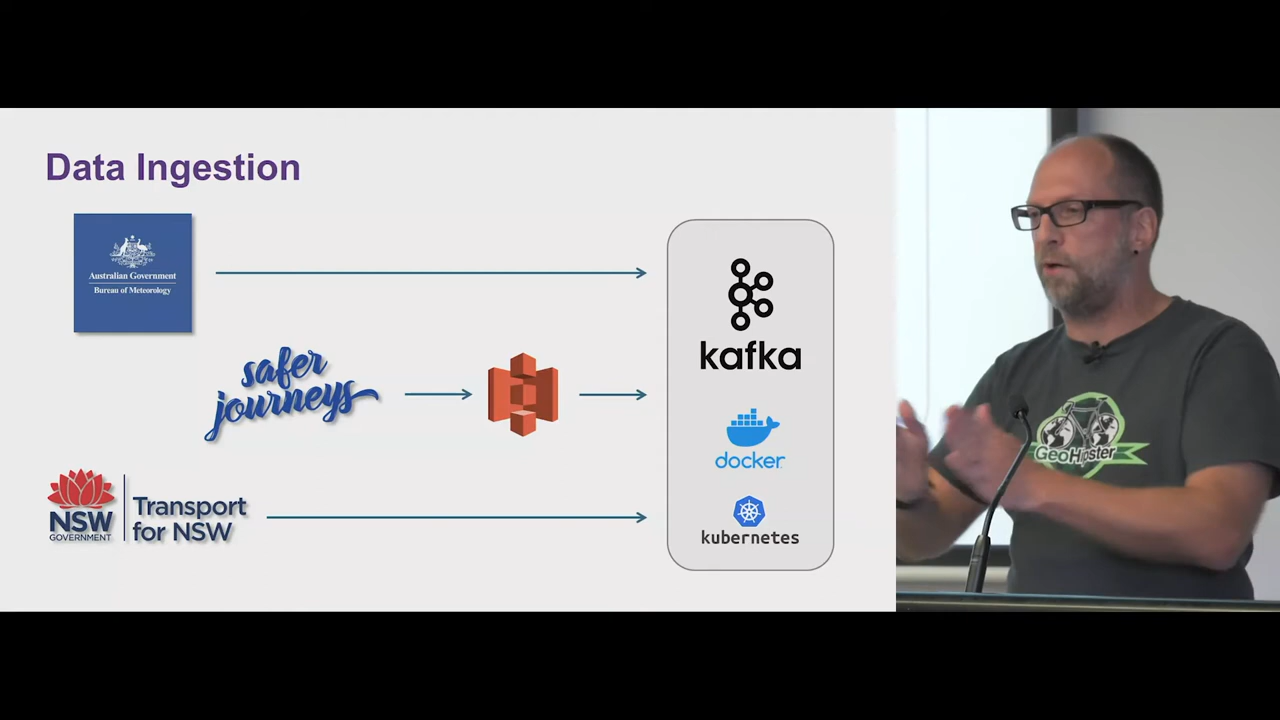 Data Ingestion
Australian Government
Bureau of Meteorology
safer
journeys
NSW
GOVERNMENT
Transport
for NSW
kafka
docker
kubernetes
GeoHipster